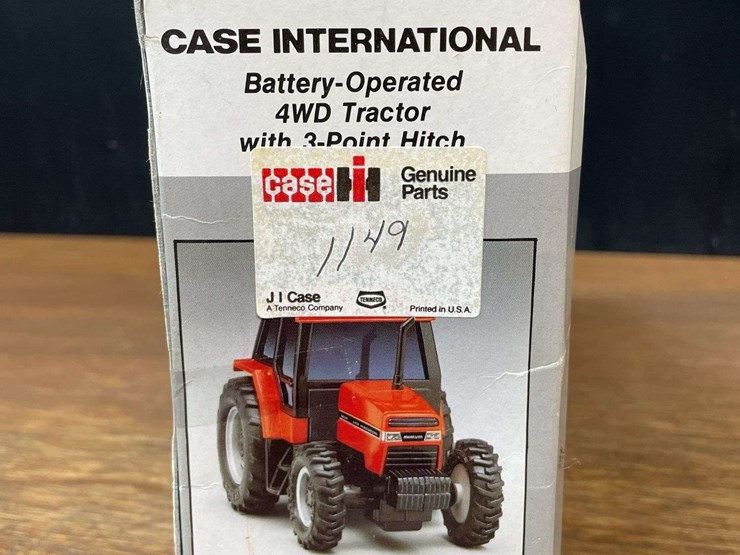 CASE INTERNATIONAL
Battery-Operated
4WD Tractor
with 3-Point Hitch
case IH Genuine
Parts
1149
J I Case
A Tenneco Company
TENNECO
Printed in U.S.A.